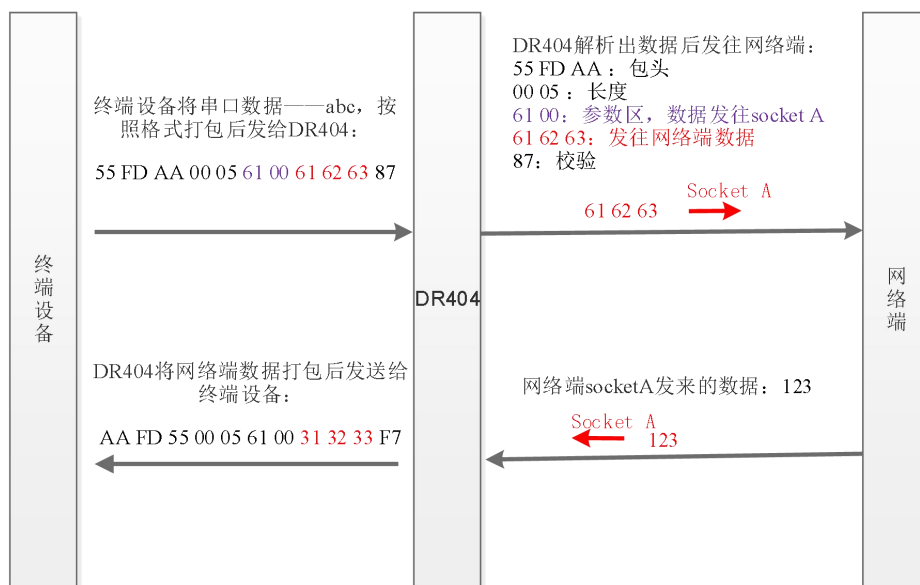 终端设备将串口数据——abc，按
照格式打包后发给DR404：
55 FD AA 00 05 61 00 61 62 63 87
DR404解析出数据后发往网络端：
55 FD AA ：包头
00 05 ：长度
61 00：参数区，数据发往socket A
61 62 63：发往网络端数据
87：校验
Socket A
61 62 63
终端设备
DR404
网络端
DR404将网络端数据打包后发送给
终端设备：
AA FD 55 00 05 61 00 31 32 33 F7
网络端socketA发来的数据：123
Socket A
123